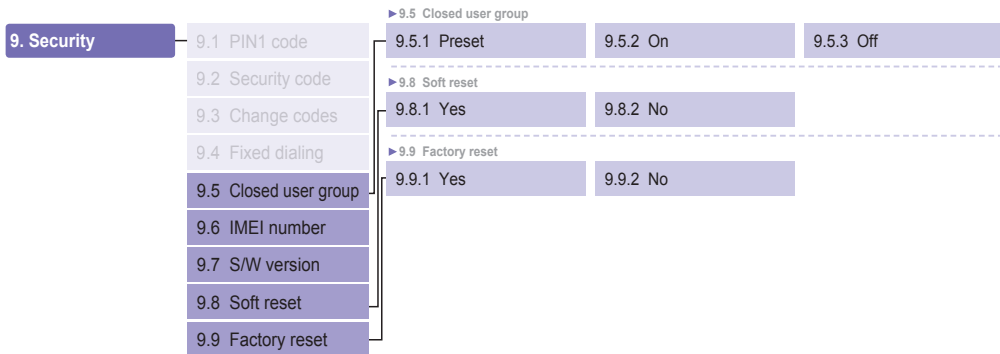 9. Security
9.1 PIN1 code
9.2 Security code
9.3 Change codes
9.4 Fixed dialing
9.5 Closed user group
9.6 IMEI number
9.7 S/W version
9.8 Soft reset
9.9 Factory reset
►9.5 Closed user group
9.5.1 Preset 9.5.2 On 9.5.3 Off
►9.8 Soft reset
9.8.1 Yes 9.8.2 No
►9.9 Factory reset
9.9.1 Yes 9.9.2 No